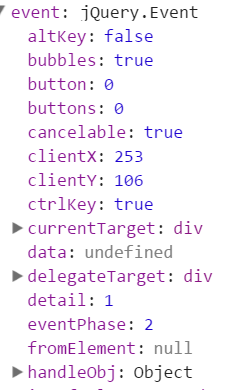 ▼ event: jQuery.Event
altKey: false
bubbles: true
button: 0
buttons: 0
cancelable: true
clientX: 253
clientY: 106
ctrlKey: true
▶ currentTarget: div
data: undefined
▶ delegateTarget: div
detail: 1
eventPhase: 2
fromElement: null
▶ handleObj: Object